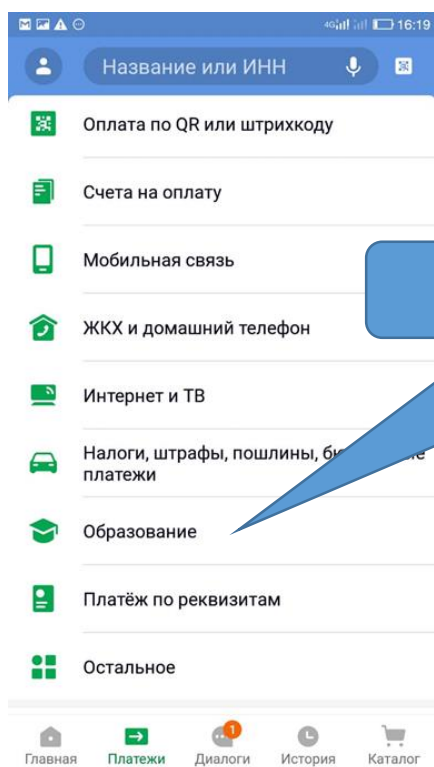 4G 16:19
Название или ИНН
Оплата по QR или штрихкоду
Счета на оплату
Мобильная связь
ЖКХ и домашний телефон
Интернет и ТВ
Налоги, штрафы, пошлины,
платежи
Образование
Платёж по реквизитам
Остальное
1
Главная Платежи Диалоги История Каталог